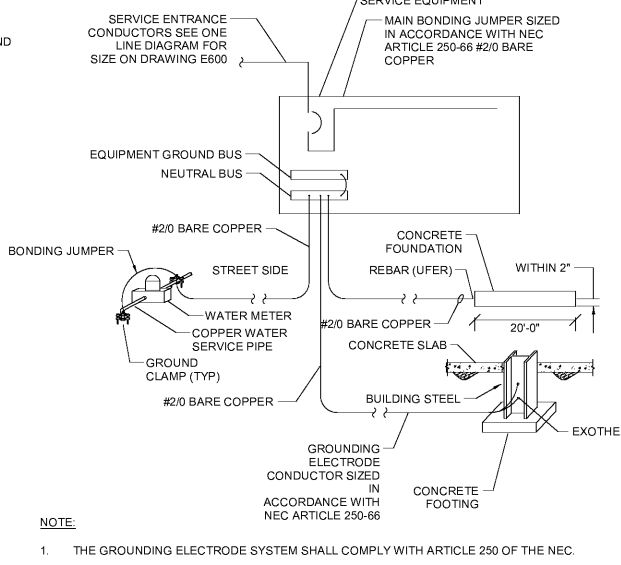 SERVICE EQUIPMENT
SERVICE ENTRANCE
CONDUCTORS SEE ONE
LINE DIAGRAM FOR
SIZE ON DRAWING E600
MAIN BONDING JUMPER SIZED
IN ACCORDANCE WITH NEC
ARTICLE 250-66 #2/0 BARE
COPPER
ND
EQUIPMENT GROUND BUS
NEUTRAL BUS
#2/0 BARE COPPER
BONDING JUMPER
STREET SIDE
CONCRETE
FOUNDATION
REBAR (UFER)
WITHIN 2"
WATER METER
COPPER WATER
SERVICE PIPE
GROUND
CLAMP (TYP)
#2/0 BARE COPPER
20'-0"
CONCRETE SLAB
#2/0 BARE COPPER
BUILDING STEEL
EXOTHE
GROUNDING
ELECTRODE
CONDUCTOR SIZED
IN
ACCORDANCE WITH
NEC ARTICLE 250-66
CONCRETE
FOOTING
NOTE:
1. THE GROUNDING ELECTRODE SYSTEM SHALL COMPLY WITH ARTICLE 250 OF THE NEC.